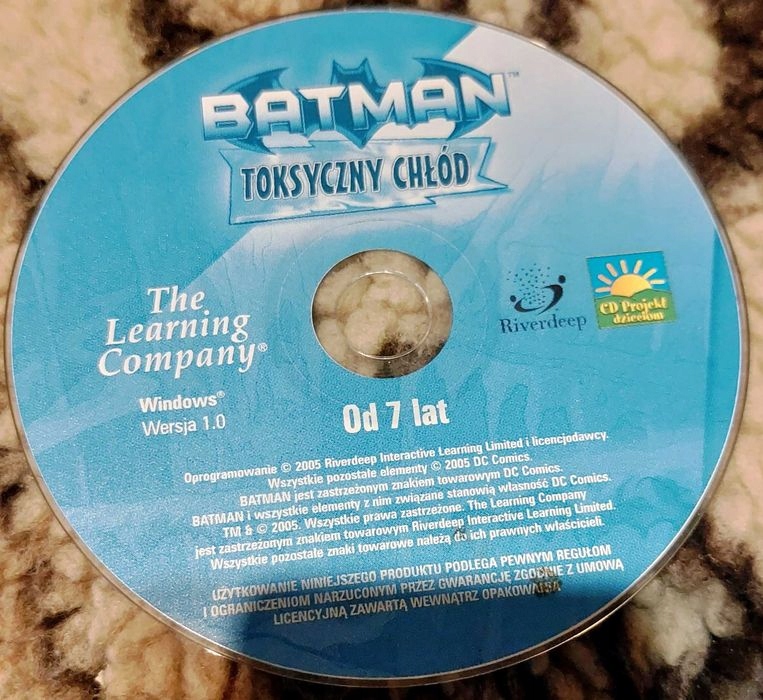 BATMAN™
TOKSYCZNY CHŁÓD
The
Learning
Company®
Riverdeep
CD Projekt
dzieciom
Windows®
Wersja 1.0
Od 7 lat
Oprogramowanie © 2005 Riverdeep Interactive Learning Limited i licencjodawcy.
Wszystkie pozostałe elementy © 2005 DC Comics.
BATMAN jest zastrzeżonym znakiem towarowym DC Comics.
BATMAN i wszystkie elementy z nim związane stanowią własność DC Comics.
TM & © 2005. Wszystkie prawa zastrzeżone. The Learning Company
jest zastrzeżonym znakiem towarowym Riverdeep Interactive Learning Limited.
Wszystkie pozostałe znaki towarowe należą do ich prawnych właścicieli.
UŻYTKOWANIE NINIEJSZEGO PRODUKTU PODLEGA PEWNYM REGUŁOM
I OGRANICZENIOM NARZUCONYM PRZEZ GWARANCJĘ ZGODNIE Z UMOWĄ
LICENCYJNĄ ZAWARTĄ WEWNĄTRZ OPAKOWANIA